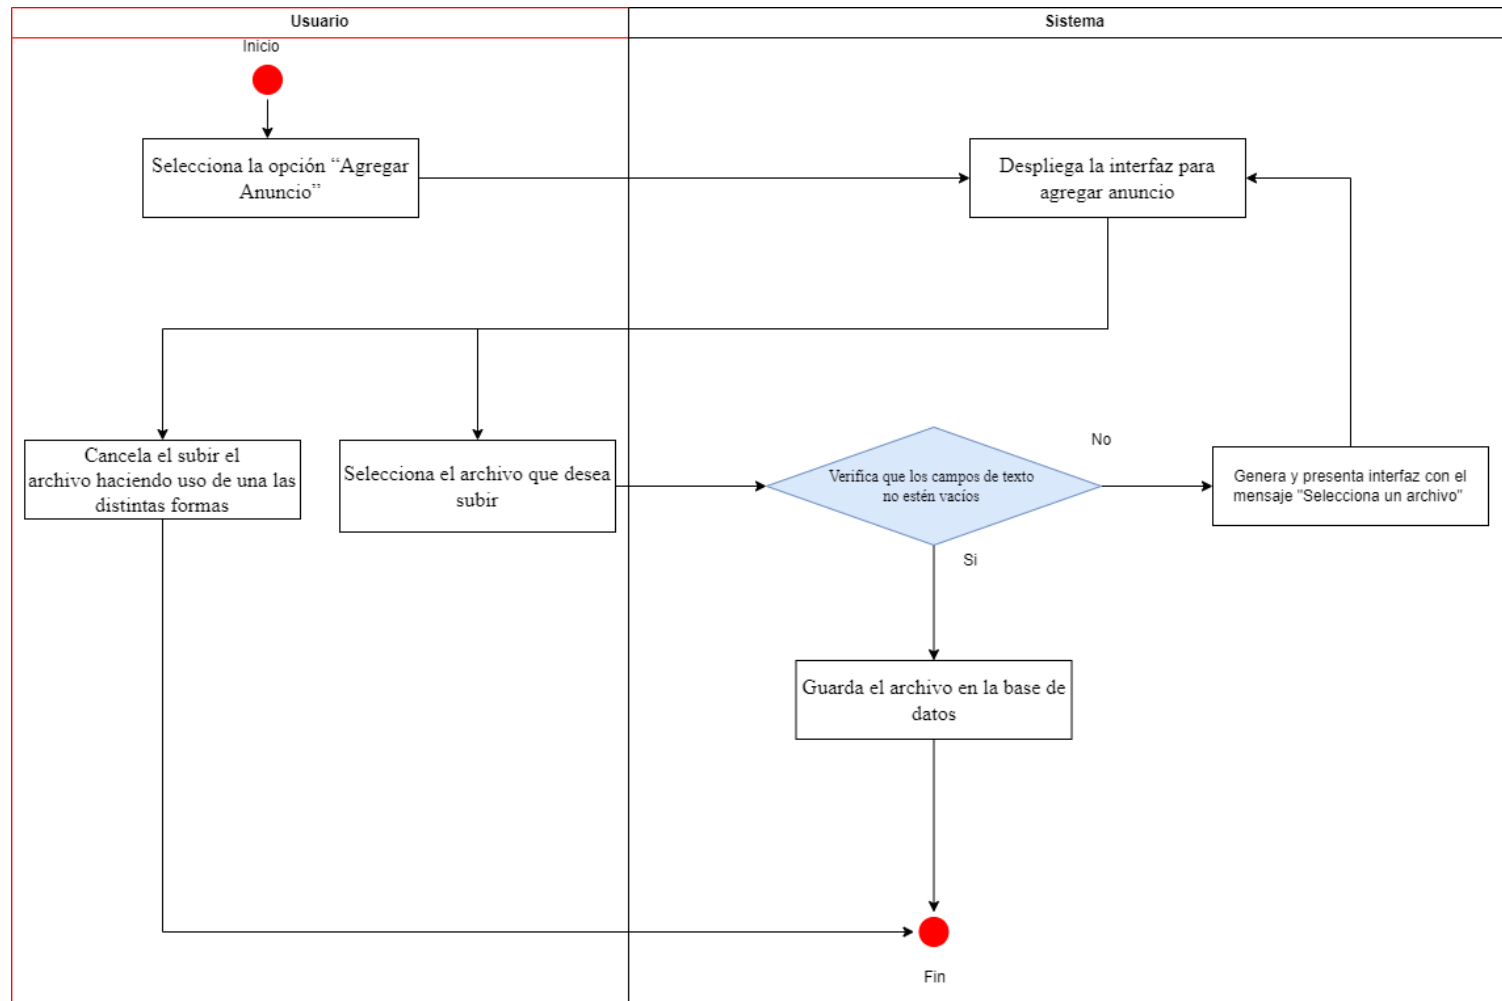 Usuario
Sistema
Inicio
Selecciona la opción “Agregar
Anuncio”
Despliega la interfaz para
agregar anuncio
Cancela el subir el
archivo haciendo uso de una las
distintas formas
Selecciona el archivo que desea
subir
Verifica que los campos de texto
no estén vacíos
No
Genera y presenta interfaz con el
mensaje "Selecciona un archivo"
Si
Guarda el archivo en la base de
datos
Fin